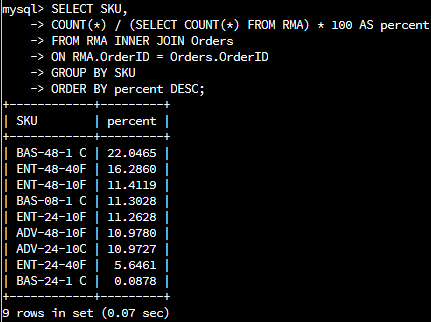 mysql> SELECT SKU,
-> COUNT(*) / (SELECT COUNT(*) FROM RMA) * 100 AS percent
-> FROM RMA INNER JOIN Orders
-> ON RMA.OrderID = Orders.OrderID
-> GROUP BY SKU
-> ORDER BY percent DESC;
+------------+---------+
| SKU | percent |
+------------+---------+
| BAS-48-1 C | 22.0465 |
| ENT-48-40F | 16.2860 |
| ENT-48-10F | 11.4119 |
| BAS-08-1 C | 11.3028 |
| ENT-24-10F | 11.2628 |
| ADV-48-10F | 10.9780 |
| ADV-24-10C | 10.9727 |
| ENT-24-40F | 5.6461 |
| BAS-24-1 C | 0.0878 |
+------------+---------+
9 rows in set (0.07 sec)